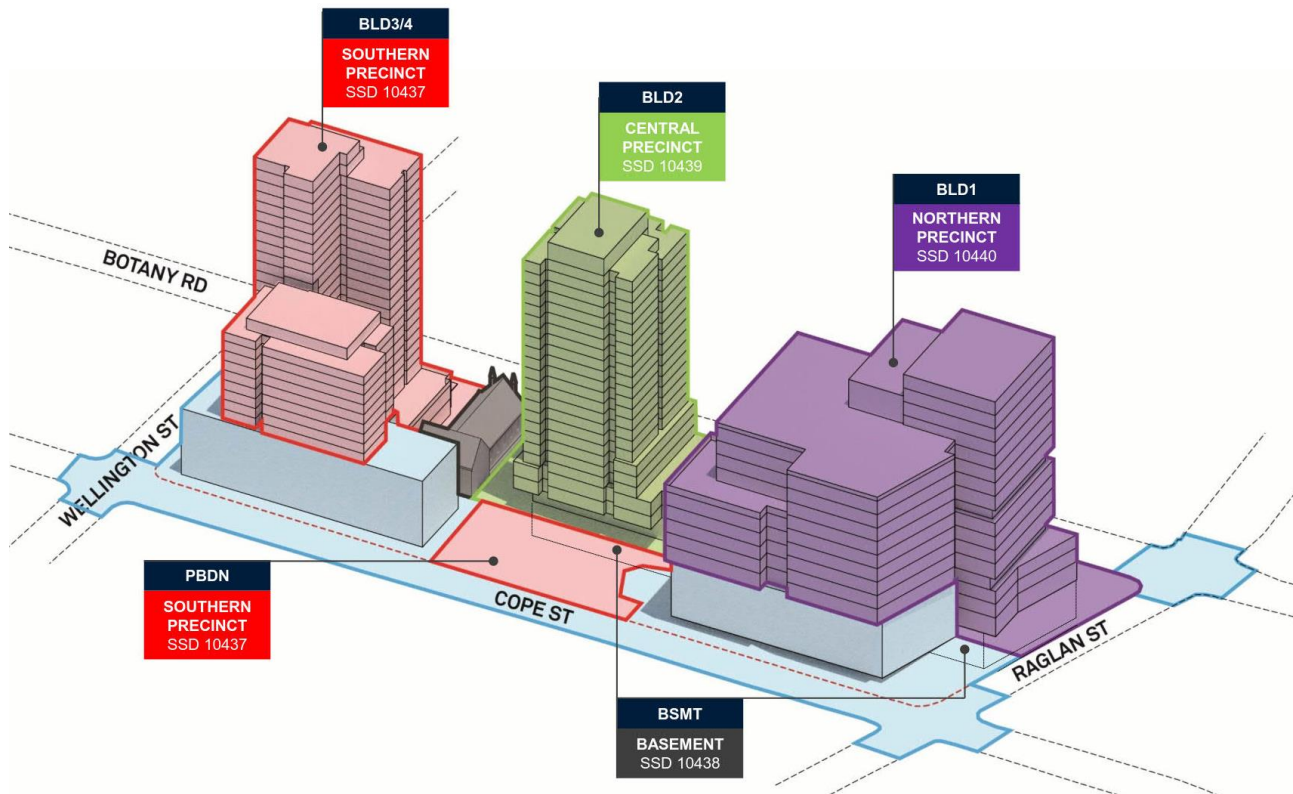 BLD3/4
SOUTHERN
PRECINCT
SSD 10437
BLD2
CENTRAL
PRECINCT
SSD 10439
BLD1
NORTHERN
PRECINCT
SSD 10440
BOTANY RD
WELLINGTON ST
PBDN
SOUTHERN
PRECINCT
SSD 10437
COPE ST
RAGLAN ST
BSMT
BASEMENT
SSD 10438